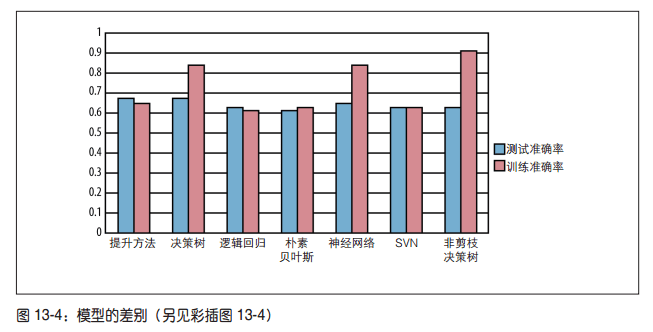 1
0.9
0.8
0.7
0.6
0.5
0.4
0.3
0.2
0.1
0
提升方法
决策树
逻辑回归
朴素
贝叶斯
神经网络
SVN
非剪枝
决策树
测试准确率
训练准确率
图 13-4：模型的差别（另见彩插图 13-4）